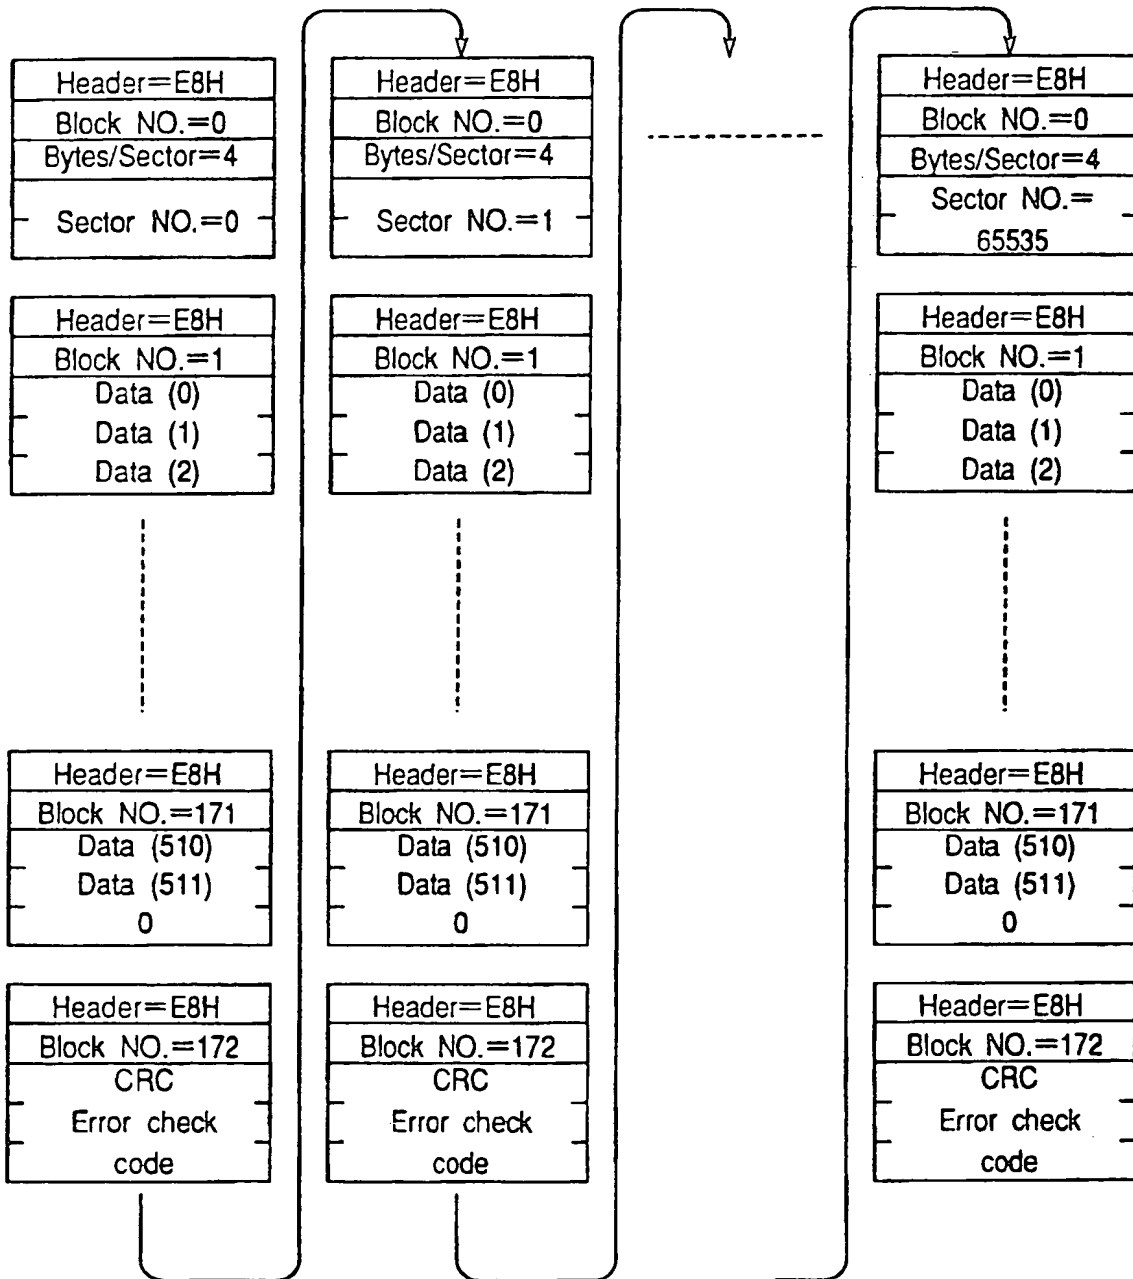 Header=E8H
Block NO.=0
Bytes/Sector=4
Sector NO.=0
Header=E8H
Block NO.=1
Data (0)
Data (1)
Data (2)
Header=E8H
Block NO.=171
Data (510)
Data (511)
0
Header=E8H
Block NO.=172
CRC
Error check
code
Header=E8H
Block NO.=0
Bytes/Sector=4
Sector NO.=1
Header=E8H
Block NO.=1
Data (0)
Data (1)
Data (2)
Header=E8H
Block NO.=171
Data (510)
Data (511)
0
Header=E8H
Block NO.=172
CRC
Error check
code
Header=E8H
Block NO.=0
Bytes/Sector=4
Sector NO.=
65535
Header=E8H
Block NO.=1
Data (0)
Data (1)
Data (2)
Header=E8H
Block NO.=171
Data (510)
Data (511)
0
Header=E8H
Block NO.=172
CRC
Error check
code